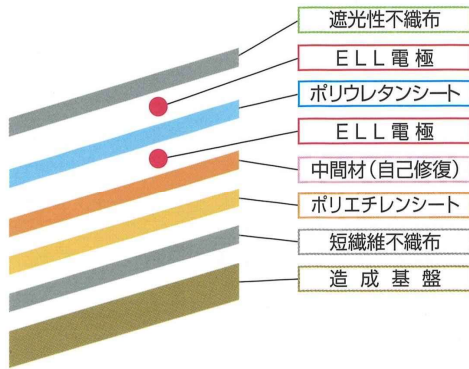 遮光性不織布
ELL電極
ポリウレタンシート
ELL電極
中間材(自己修復)
ポリエチレンシート
短繊維不織布
造成基盤